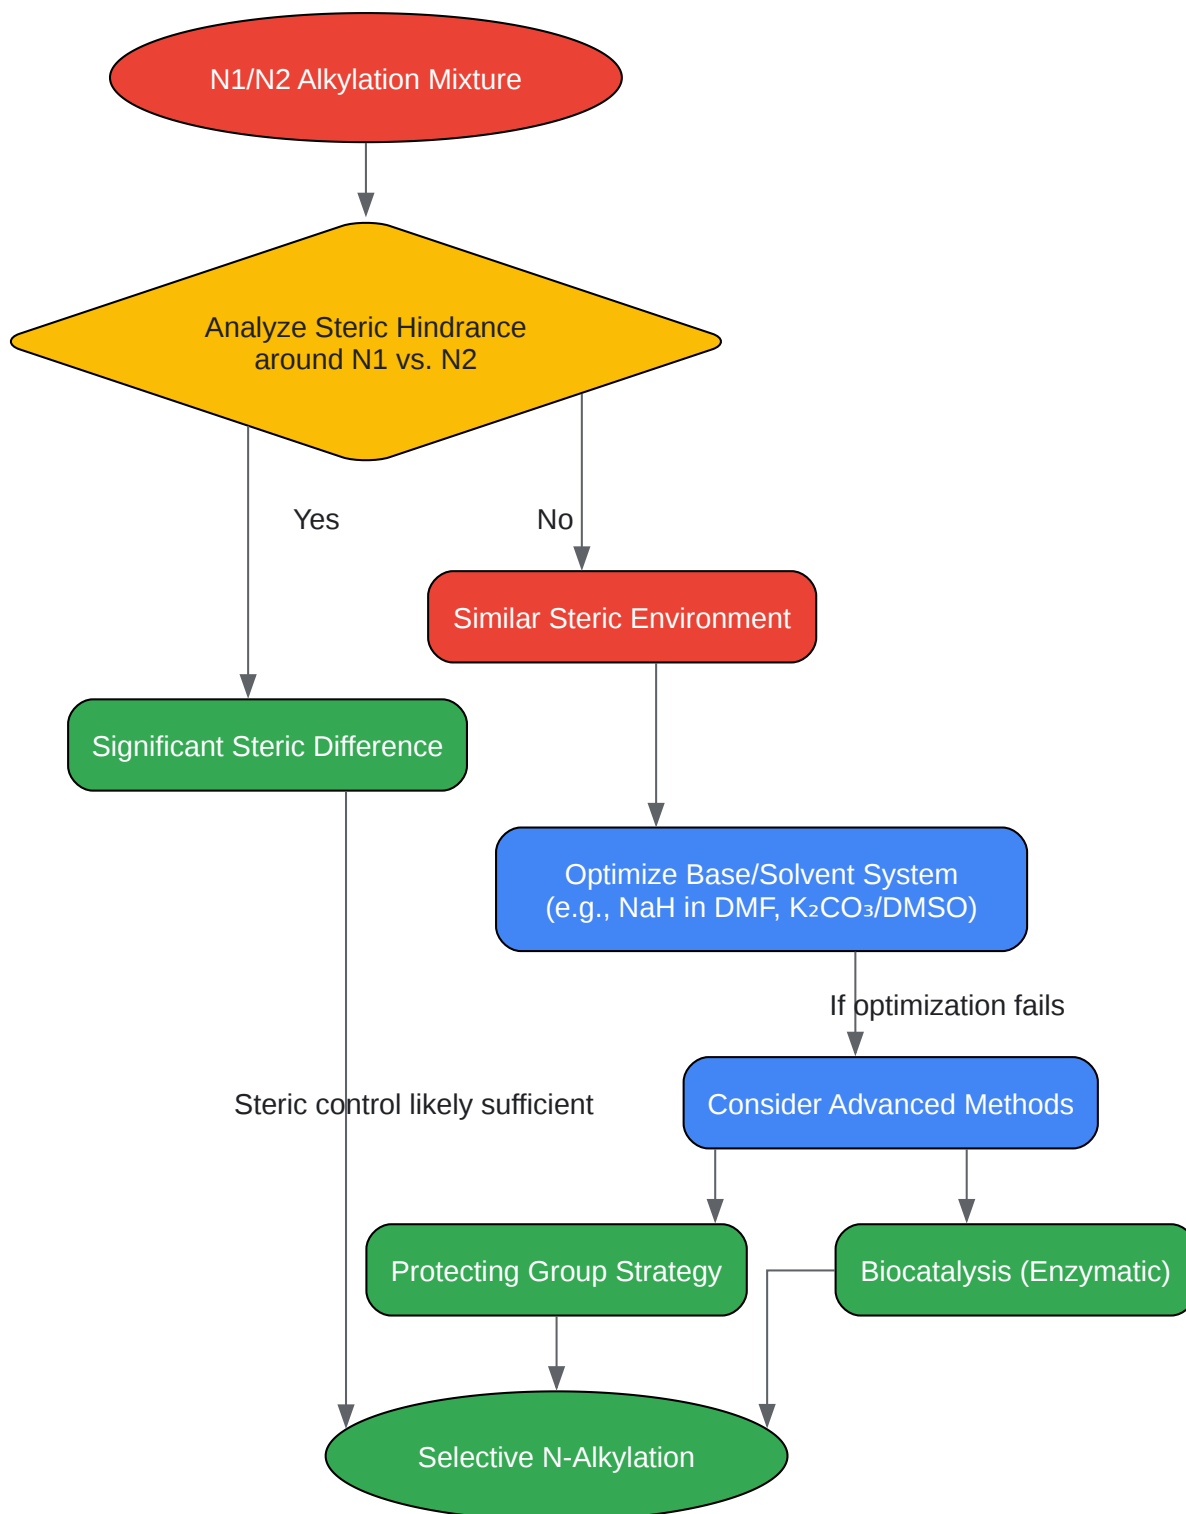 N1/N2 Alkylation Mixture
Analyze Steric Hindrance
around N1 vs. N2
Yes
No
Similar Steric Environment
Significant Steric Difference
Optimize Base/Solvent System
(e.g., NaH in DMF, K₂CO₃/DMSO)
If optimization fails
Consider Advanced Methods
Steric control likely sufficient
Protecting Group Strategy
Biocatalysis (Enzymatic)
Selective N-Alkylation